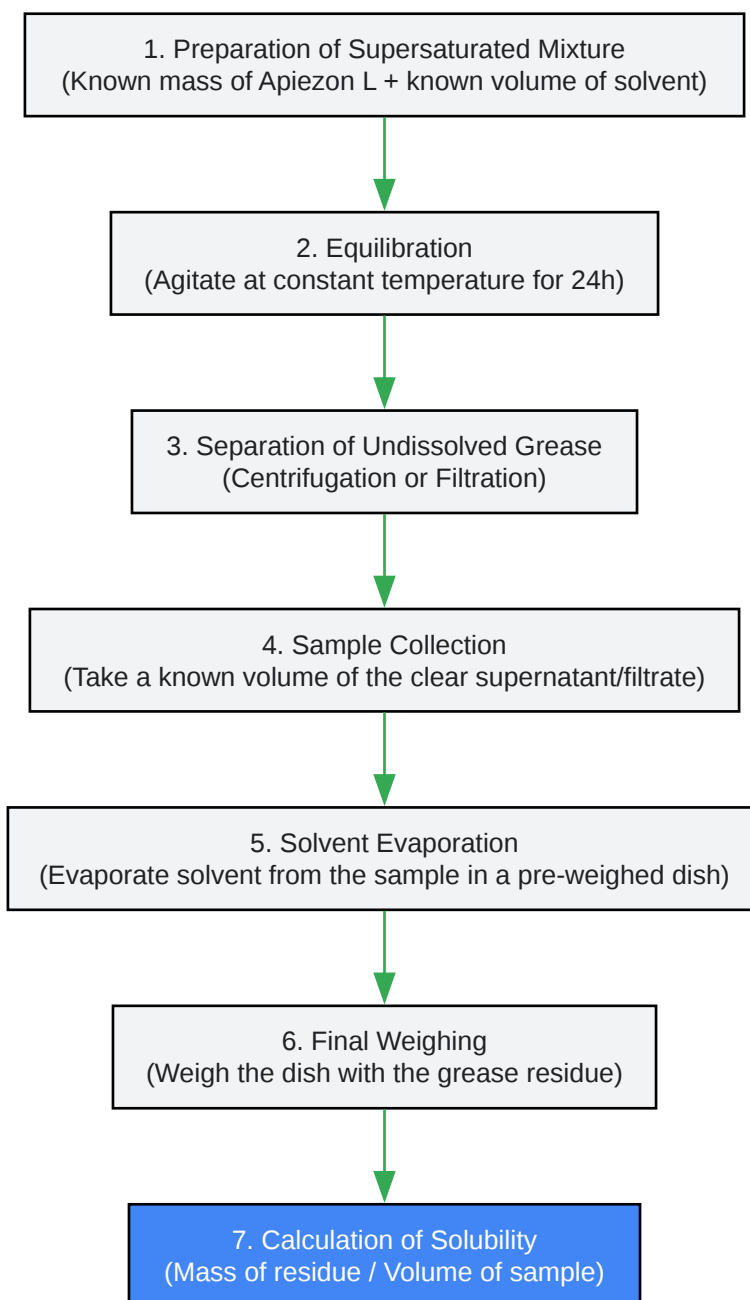 1. Preparation of Supersaturated Mixture
(Known mass of Apiezon L + known volume of solvent)
2. Equilibration
(Agitate at constant temperature for 24h)
3. Separation of Undissolved Grease
(Centrifugation or Filtration)
4. Sample Collection
(Take a known volume of the clear supernatant/filtrate)
5. Solvent Evaporation
(Evaporate solvent from the sample in a pre-weighed dish)
6. Final Weighing
(Weigh the dish with the grease residue)
7. Calculation of Solubility
(Mass of residue / Volume of sample)